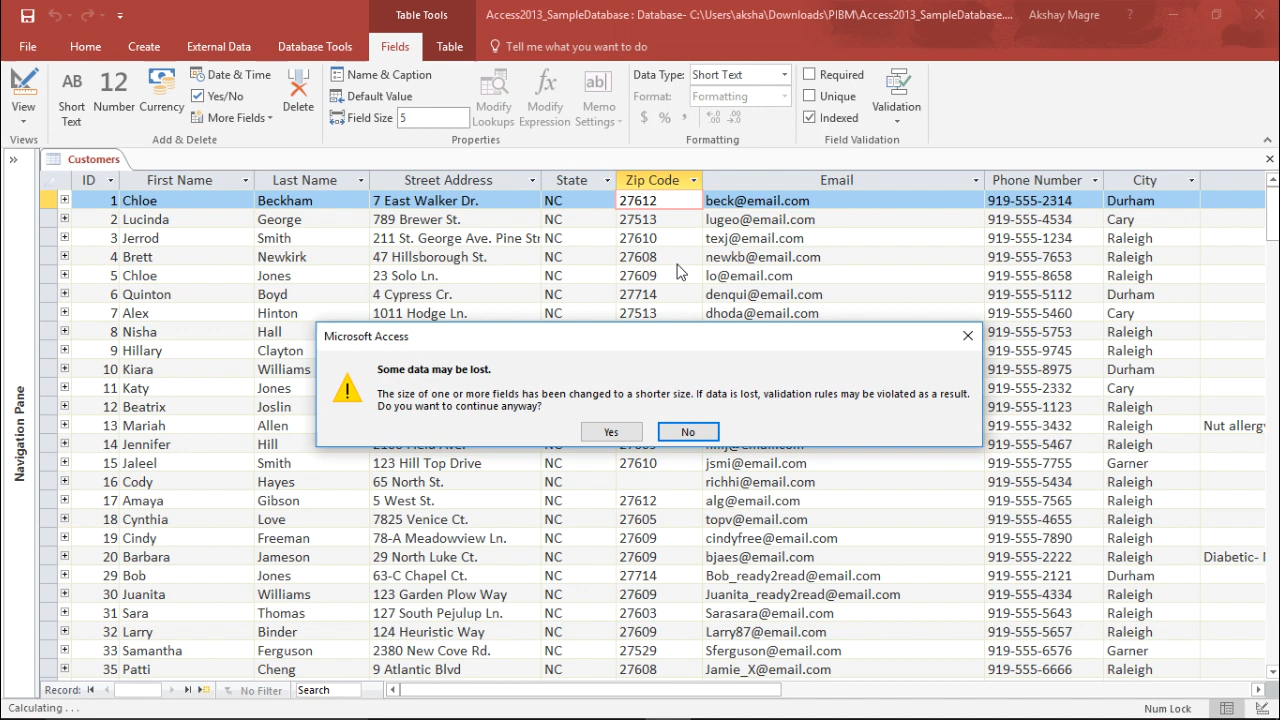 Table Tools
Access2013_SampleDatabase : Database- C:\Users\aksha\Downloads\PIBM\Access2013_SampleDatabase....
Akshay Magre
?
File Home Create External Data Database Tools Fields Table Tell me what you want to do
View
Views
AB Short Text
12 Number
Currency
Date & Time
Yes/No
More Fields
Delete
Add & Delete
Name & Caption
Default Value
Field Size 5
Modify Lookups
fx Modify Expression
ab Memo Settings
Properties
Data Type: Short Text
Format: Formatting
$ % , .00 .00
Formatting
Required
Unique
Indexed
Validation
Field Validation
Navigation Pane
Customers
ID First Name Last Name Street Address State Zip Code Email Phone Number City
1 Chloe Beckham 7 East Walker Dr. NC 27612 beck@email.com 919-555-2314 Durham
2 Lucinda George 789 Brewer St. NC 27513 lugeo@email.com 919-555-4534 Cary
3 Jerrod Smith 211 St. George Ave. Pine Str NC 27610 texj@email.com 919-555-1234 Raleigh
4 Brett Newkirk 47 Hillsborough St. NC 27608 newkb@email.com 919-555-7653 Raleigh
5 Chloe Jones 23 Solo Ln. NC 27609 lo@email.com 919-555-8658 Raleigh
6 Quinton Boyd 4 Cypress Cr. NC 27714 denqui@email.com 919-555-5112 Durham
7 Alex Hinton 1011 Hodge Ln. NC 27513 dhoda@email.com 919-555-5460 Cary
8 Nisha Hall 919-555-5753 Raleigh
9 Hillary Clayton 919-555-9745 Raleigh
10 Kiara Williams 919-555-8975 Durham
11 Katy Jones 919-555-2332 Cary
12 Beatrix Joslin 919-555-1123 Raleigh
13 Mariah Allen 919-555-3432 Raleigh Nut allergy
14 Jennifer Hill 919-555-5467 Raleigh
15 Jaleel Smith 123 Hill Top Drive NC 27610 jsmi@email.com 919-555-7755 Garner
16 Cody Hayes 65 North St. NC richhi@email.com 919-555-5434 Raleigh
17 Amaya Gibson 5 West St. NC 27612 alg@email.com 919-555-7565 Raleigh
18 Cynthia Love 7825 Venice Ct. NC 27605 topv@email.com 919-555-4655 Raleigh
19 Cindy Freeman 78-A Meadowview Ln. NC 27609 cindyfree@email.com 919-555-7890 Raleigh
20 Barbara Jameson 29 North Luke Ct. NC 27609 bjaes@email.com 919-555-2222 Raleigh Diabetic-
29 Bob Jones 63-C Chapel Ct. NC 27714 Bob_ready2read@email.com 919-555-2121 Durham
30 Juanita Williams 123 Garden Plow Way NC 27609 Juanita_ready2read@email.com 919-555-4334 Raleigh
31 Sara Thomas 127 South Pejulup Ln. NC 27603 Sarasara@email.com 919-555-5643 Raleigh
32 Larry Binder 124 Heuristic Way NC 27609 Larry87@email.com 919-555-5657 Raleigh
33 Samantha Ferguson 2380 New Cove Rd. NC 27529 Sferguson@email.com 919-555-6576 Garner
35 Patti Cheng 9 Atlantic Blvd NC 27608 Jamie_X@email.com 919-555-6666 Raleigh
Microsoft Access
Some data may be lost.
The size of one or more fields has been changed to a shorter size. If data is lost, validation rules may be violated as a result.
Do you want to continue anyway?
Yes No
Record: No Filter Search
Calculating . . .
Num Lock